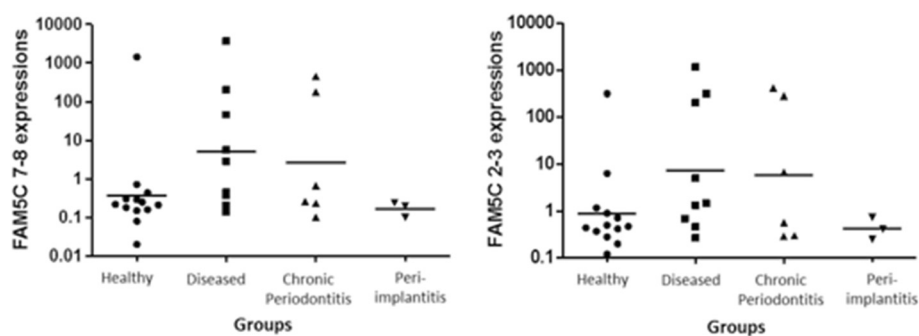 FAM5C 7-8 expressions
10000
1000
100
10
1
0.1
0.01
Healthy
Diseased
Chronic
Periodontitis
Peri-
implantitis
Groups
FAM5C 2-3 expressions
10000
1000
100
10
1
0.1
Healthy
Diseased
Chronic
Periodontitis
Peri-
implantitis
Groups